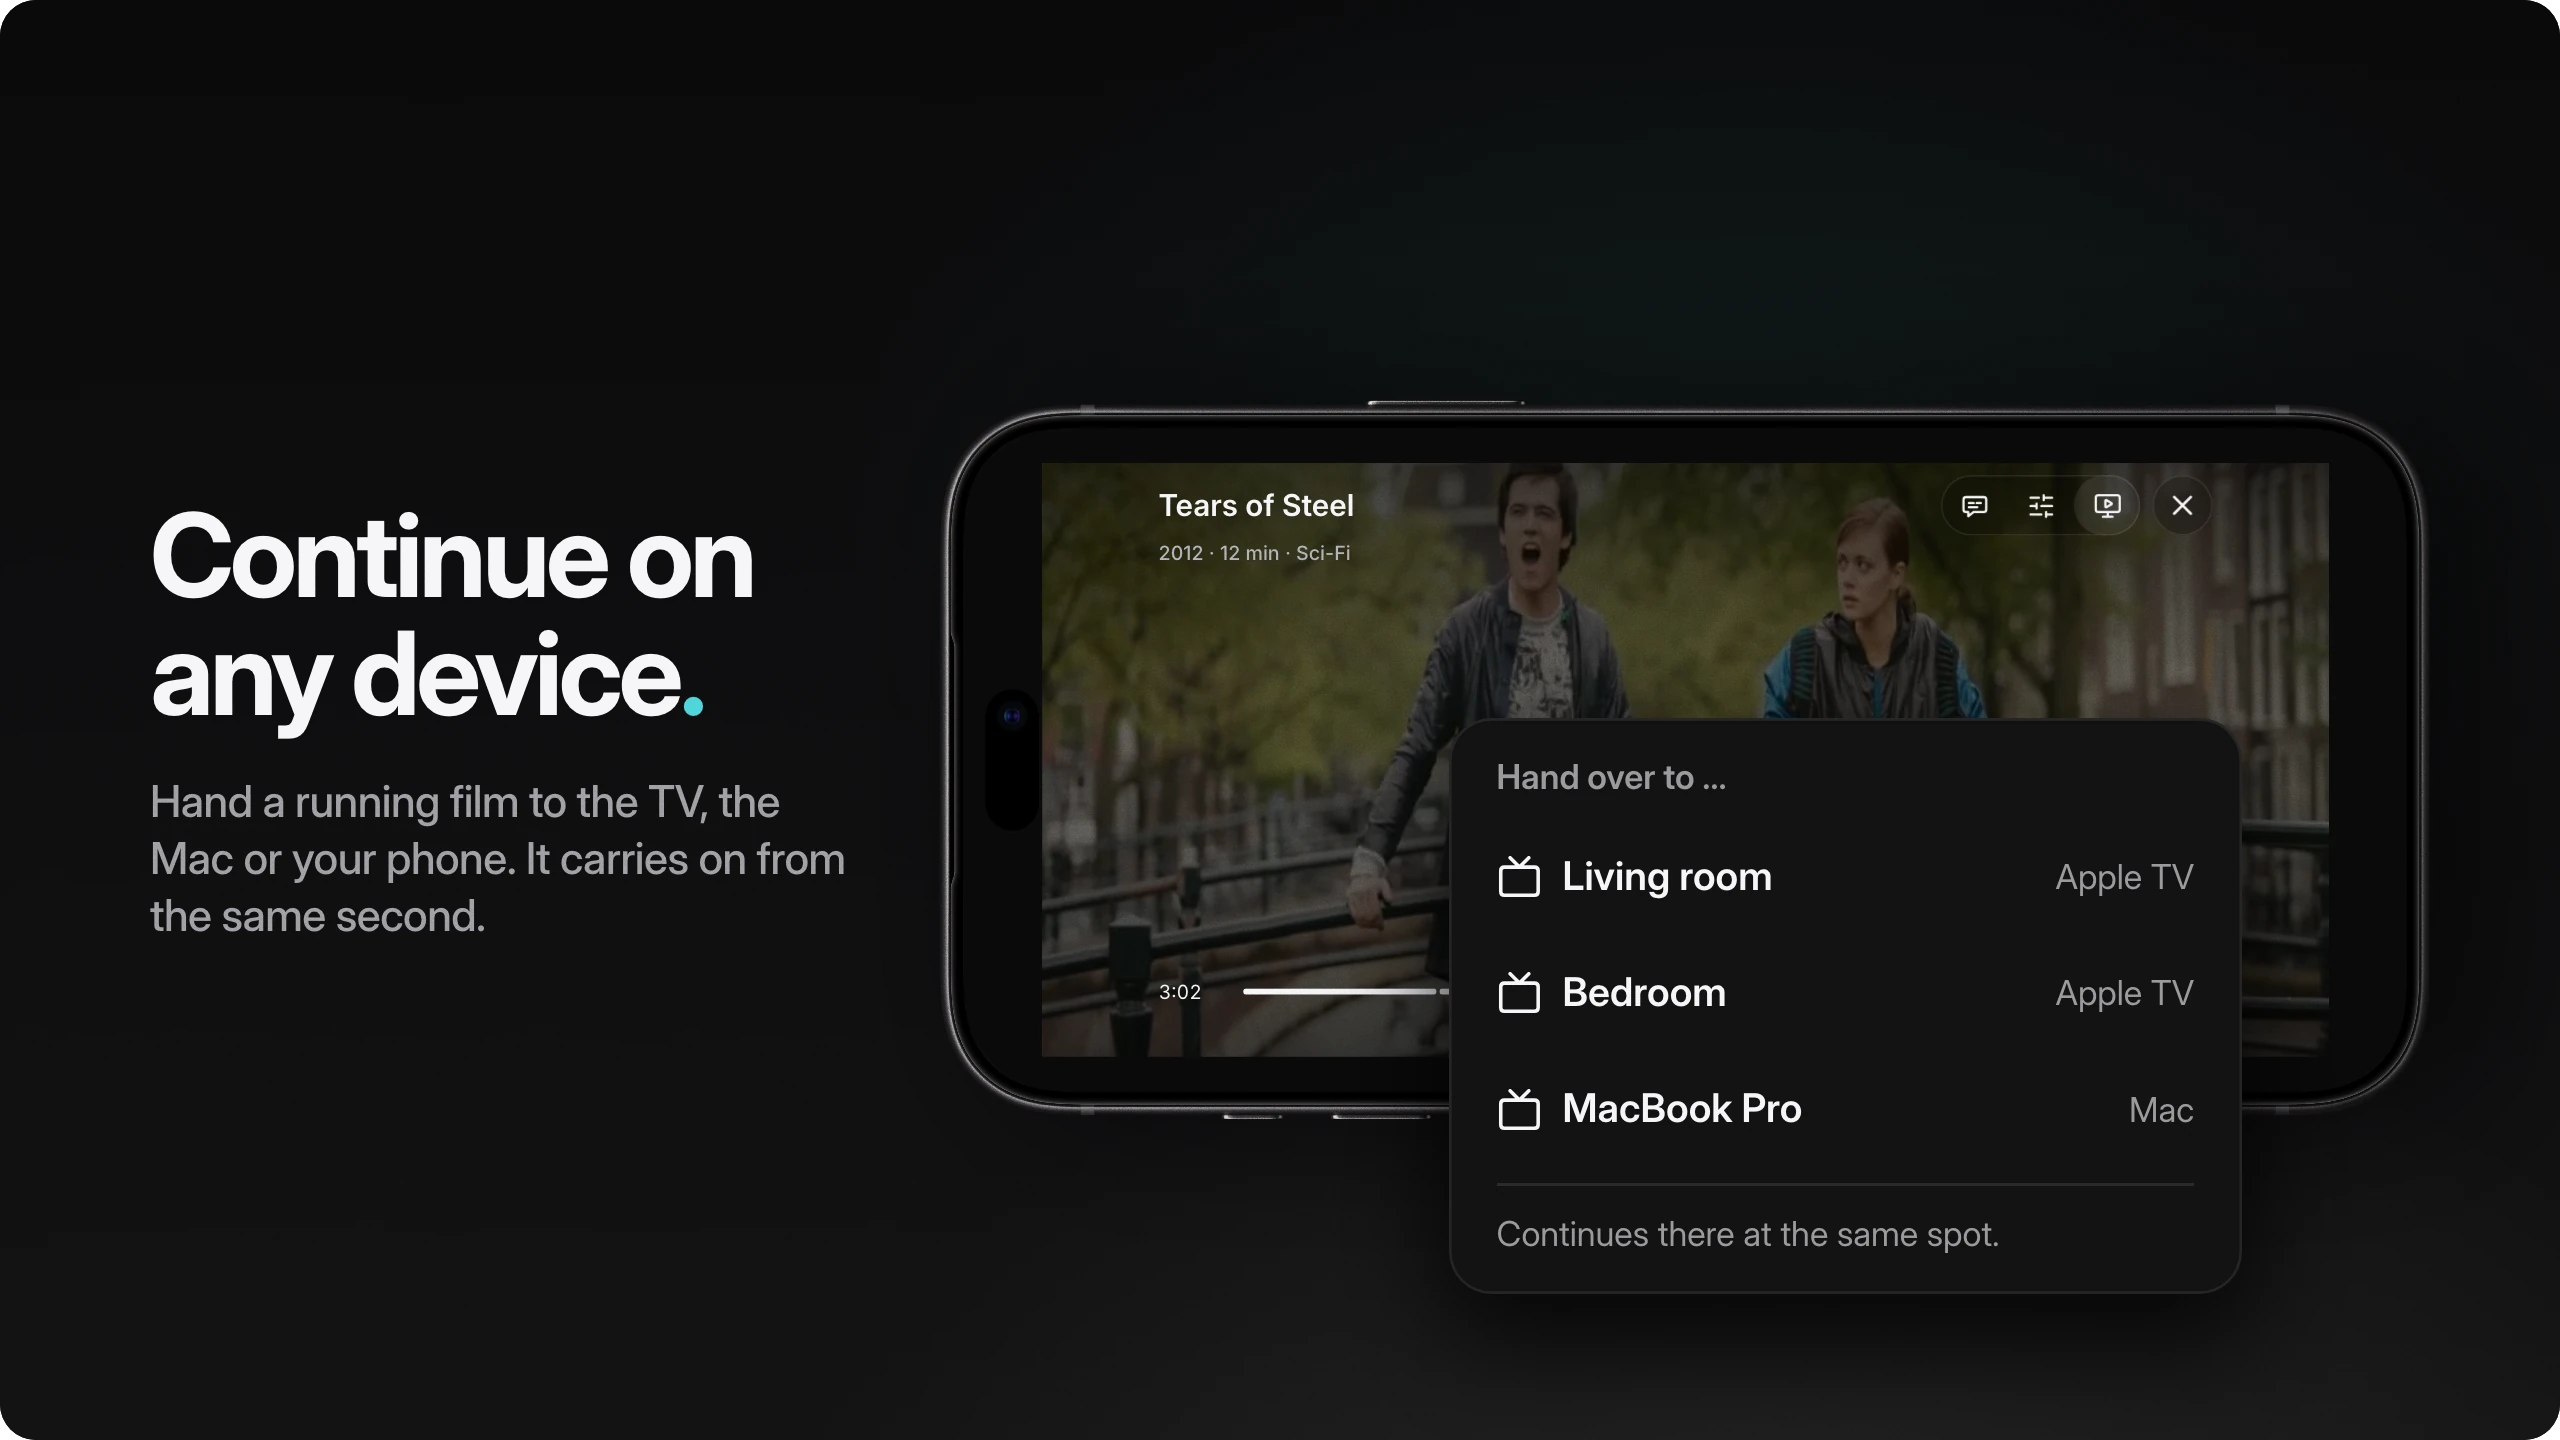 Continue on
any device.
Hand a running film to the TV, the
Mac or your phone. It carries on from
the same second.
Tears of Steel
2012 · 12 min · Sci-Fi
3:02
Hand over to ...
Living room Apple TV
Bedroom Apple TV
MacBook Pro Mac
Continues there at the same spot.